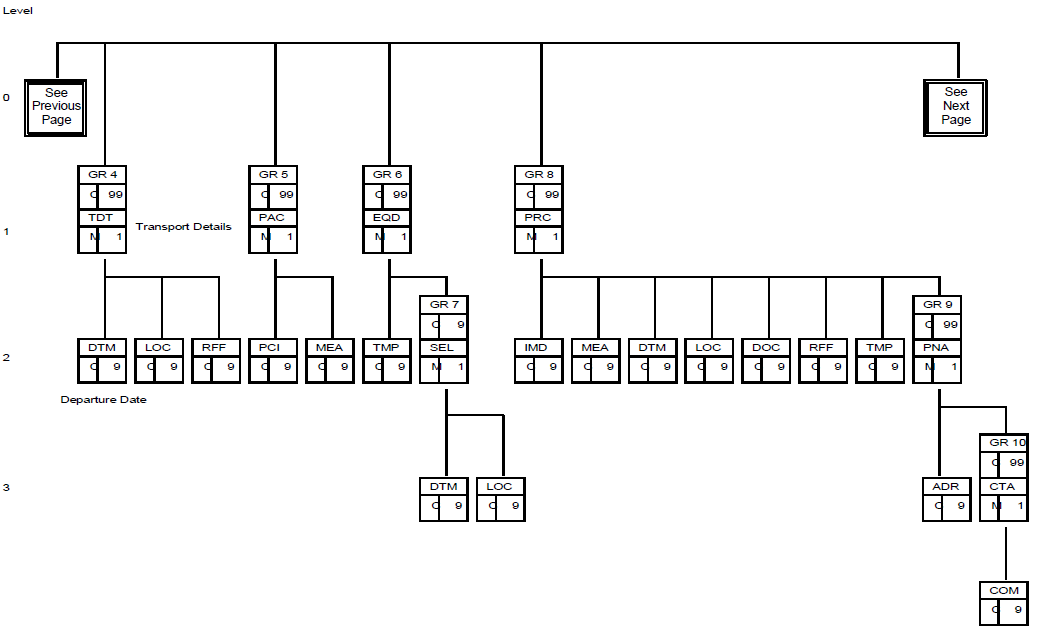 Level
0
See
Previous
Page
See
Next
Page
GR 4
GR 5
GR 6
GR 8
C 99
C 99
C 99
C 99
1
TDT
Transport Details
PAC
EQD
PRC
M 1
M 1
M 1
M 1
GR 7
GR 9
C 9
C 99
2
DTM
LOC
RFF
PCI
MEA
TMP
SEL
IMD
MEA
DTM
LOC
DOC
RFF
TMP
PNA
C 9
C 9
C 9
C 9
C 9
C 9
M 1
C 9
C 9
C 9
C 9
C 9
C 9
C 9
M 1
Departure Date
GR 10
C 99
3
DTM
LOC
ADR
CTA
C 9
C 9
C 9
M 1
COM
C 9